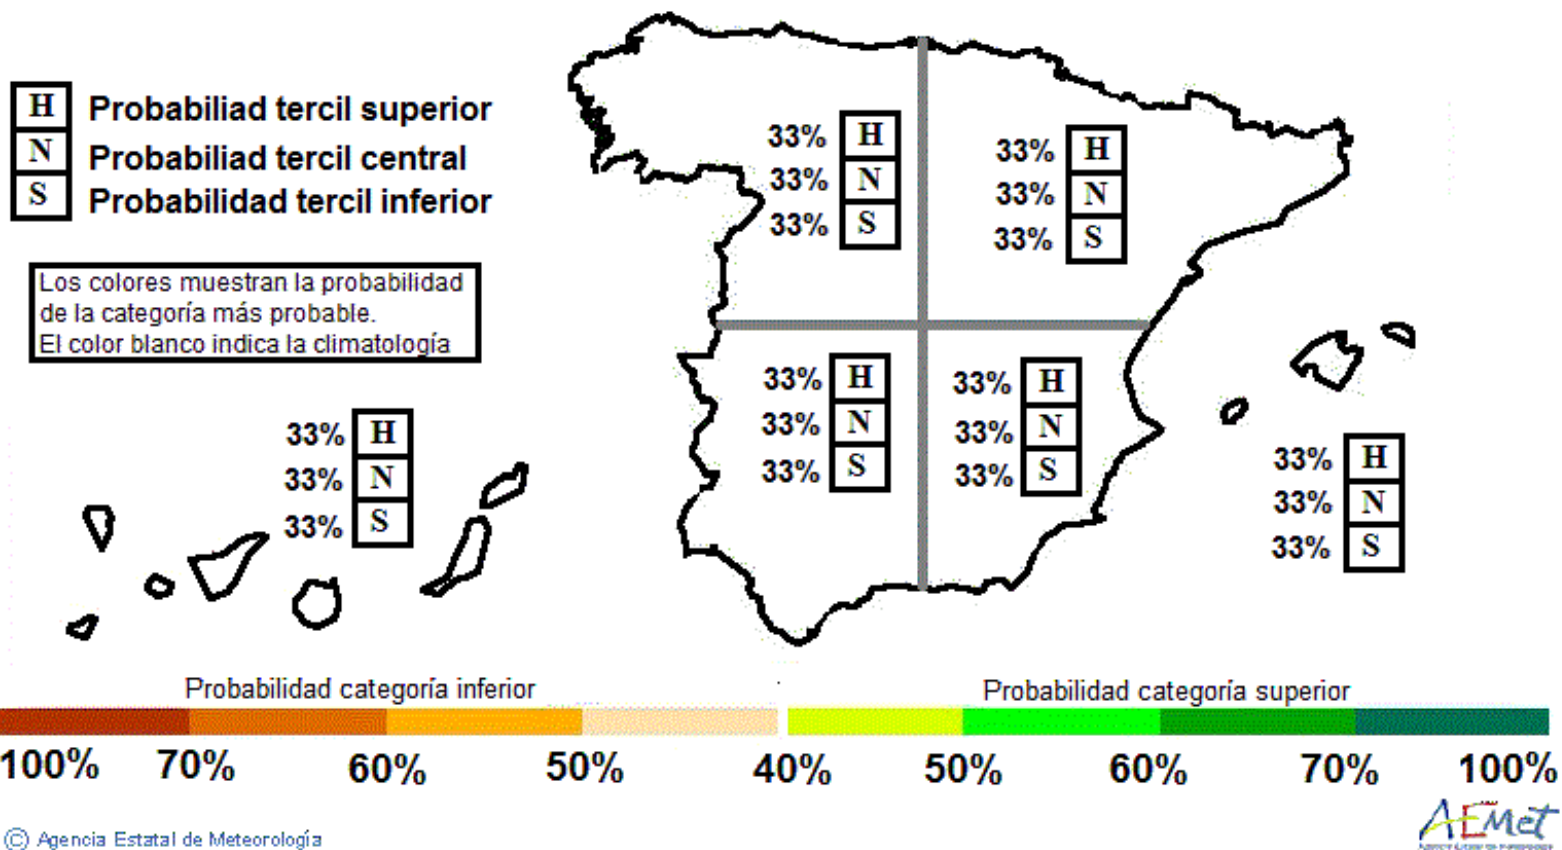 H Probabiliad tercil superior
N Probabiliad tercil central
S Probabilidad tercil inferior
Los colores muestran la probabilidad
de la categoría más probable.
El color blanco indica la climatología
33% H
33% N
33% S
33% H
33% N
33% S
33% H
33% N
33% S
33% H
33% N
33% S
33% H
33% N
33% S
33% H
33% N
33% S
Probabilidad categoría inferior
Probabilidad categoría superior
100% 70% 60% 50% 40% 50% 60% 70% 100%
© Agencia Estatal de Meteorología
AEMet